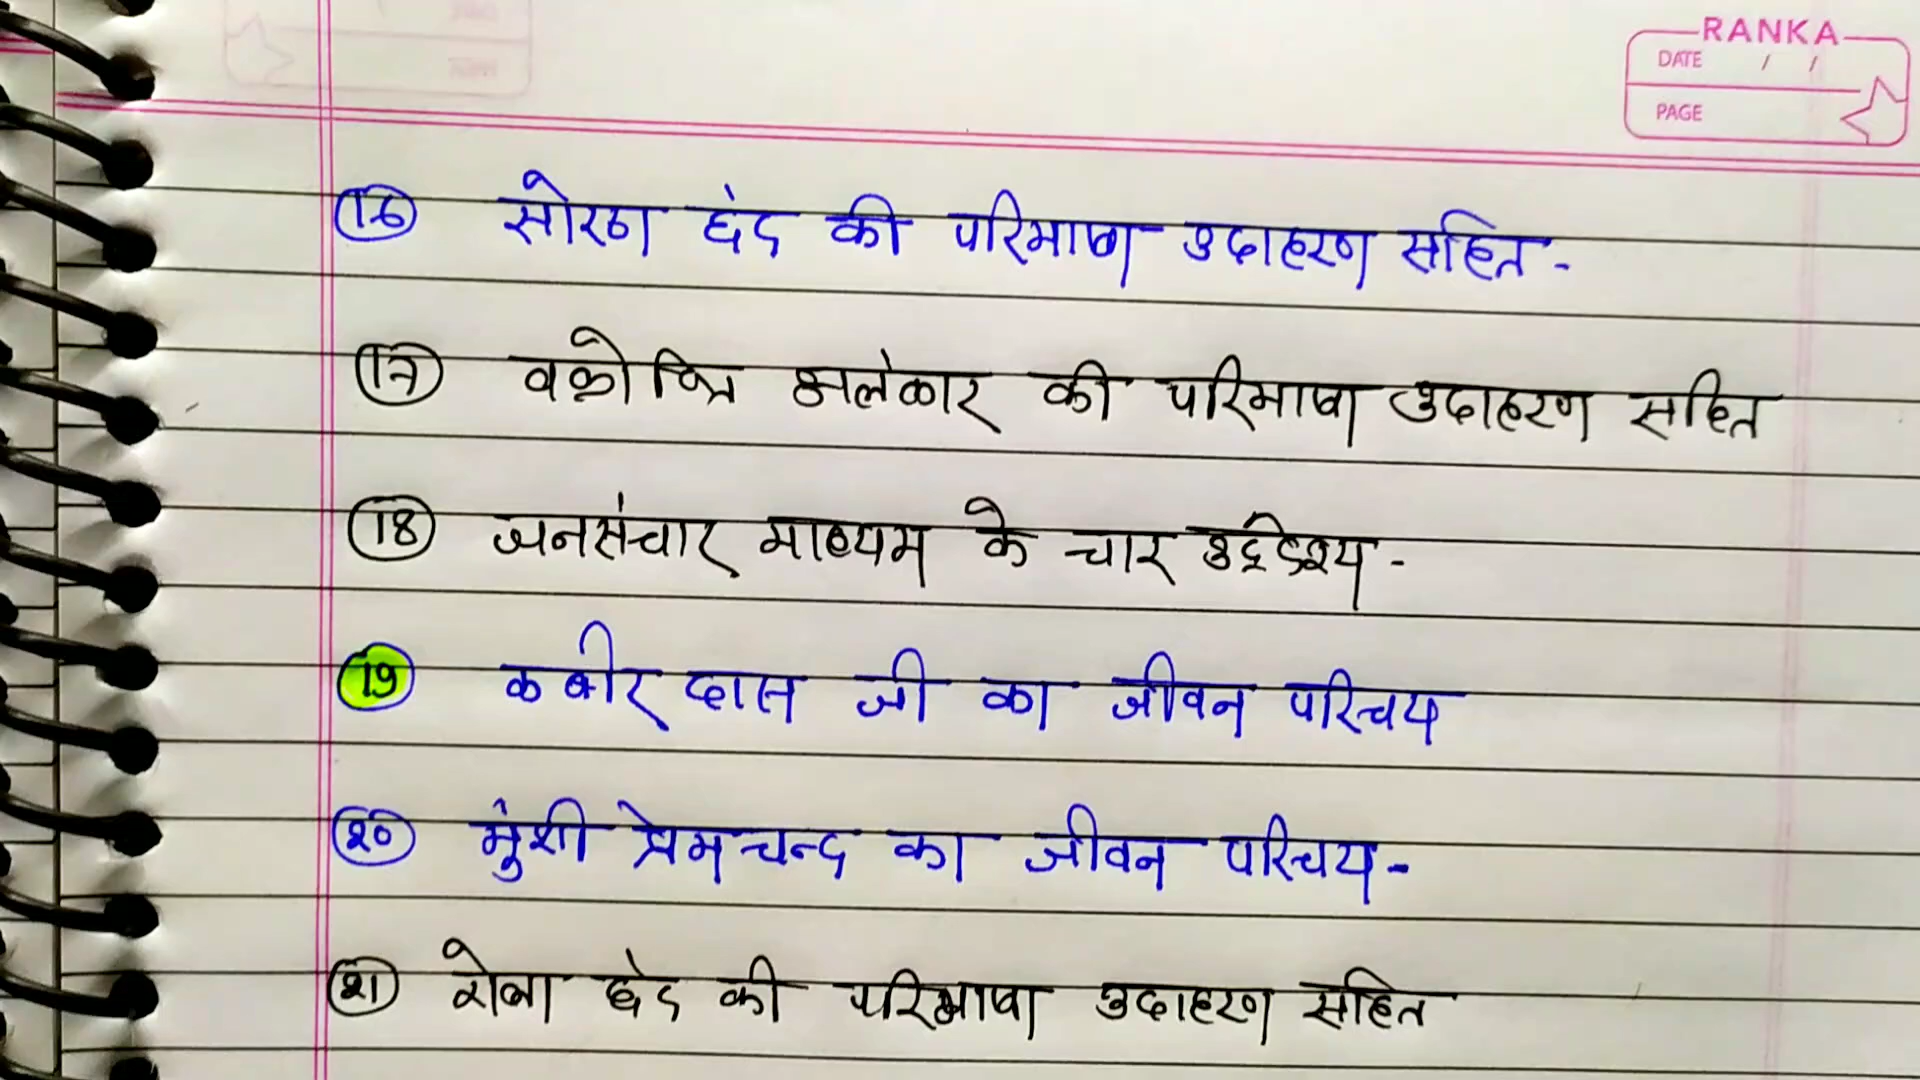 RANKA
DATE / /
PAGE
16 सोरठा छंद की परिभाषा उदाहरण सहित -
17 वक्रोक्ति अलंकार की परिभाषा उदाहरण सहित
18 जनसंचार माध्यम के चार उद्देश्य -
19 कबीर दास जी का जीवन परिचय
20 मुंशी प्रेमचन्द का जीवन परिचय -
21 रोला छंद की परिभाषा उदाहरण सहित